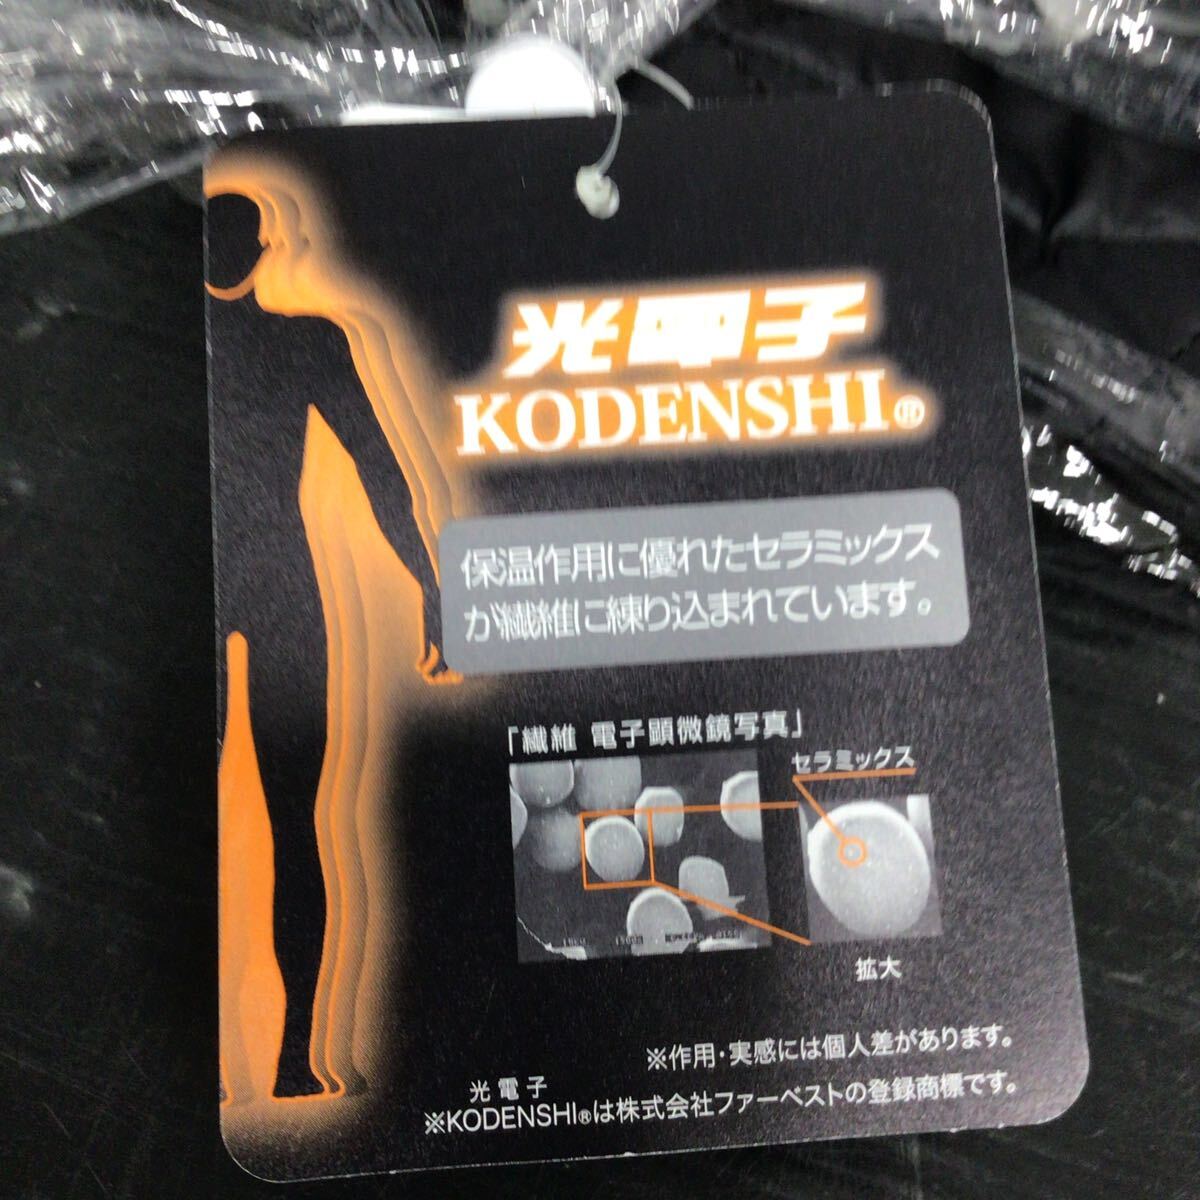 光電子
KODENSHI®
保温作用に優れたセラミックス
が繊維に練り込まれています。
「繊維 電子顕微鏡写真」
セラミックス
拡大
※作用・実感には個人差があります。
光電子
※KODENSHI®は株式会社ファーベストの登録商標です。